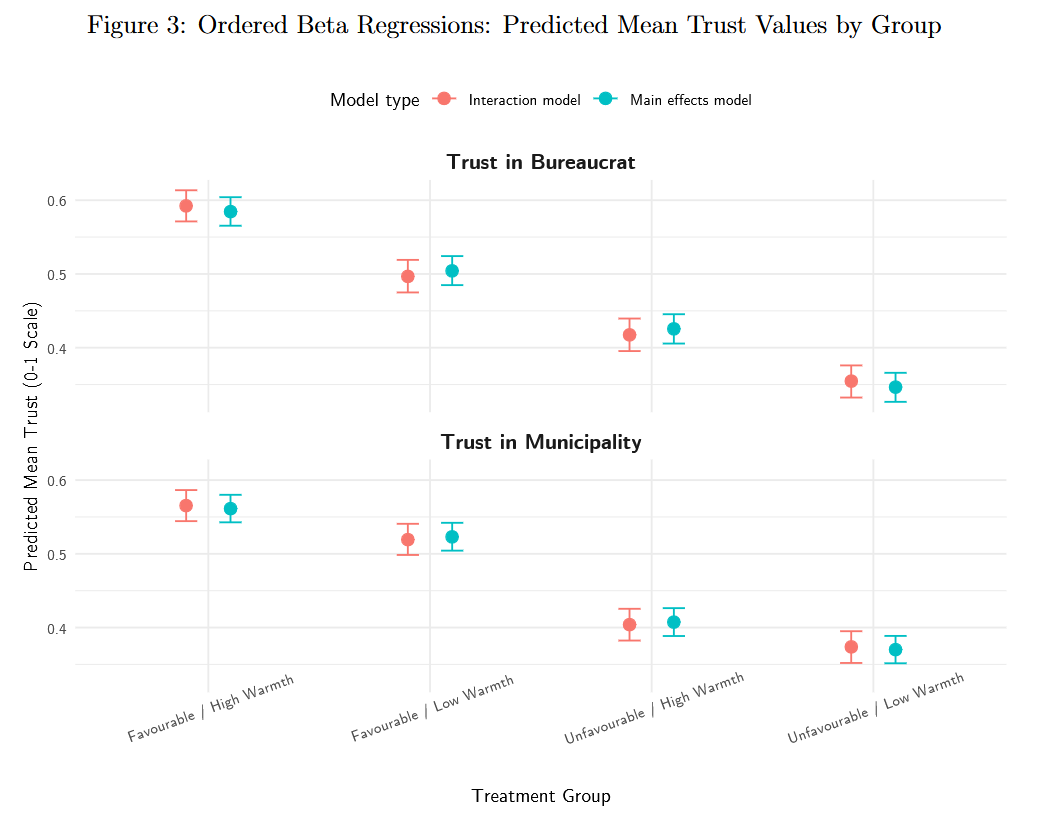 Figure 3: Ordered Beta Regressions: Predicted Mean Trust Values by Group
Model type Interaction model Main effects model
Trust in Bureaucrat
0.6
0.5
0.4
Predicted Mean Trust (0-1 Scale)
Trust in Municipality
0.6
0.5
0.4
Favourable / High Warmth
Favourable / Low Warmth
Unfavourable / High Warmth
Unfavourable / Low Warmth
Treatment Group